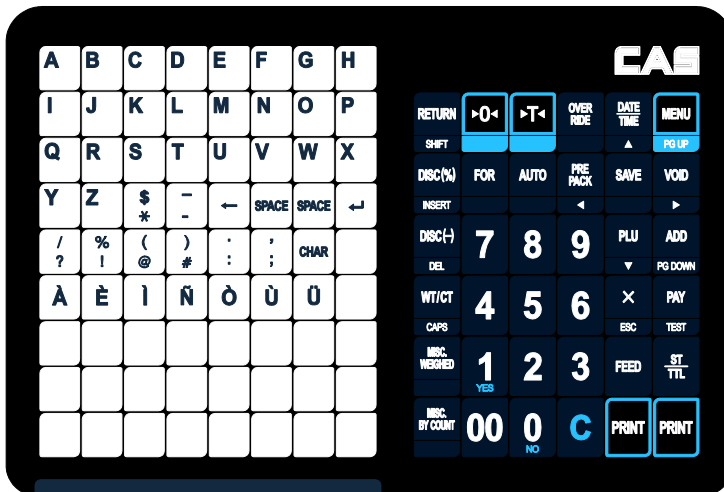 CAS
A B C D E F G H
I J K L M N O P
Q R S T U V W X
Y Z $ * – - ← SPACE SPACE ↵
/ ? % ! ( @ ) # . : , ; CHAR
À È Ì Ñ Ò Ù Ü
RETURN ▸0◂ ▸T◂ OVER RIDE DATE TIME MENU
SHIFT ▲ PG UP
DISC(%) FOR AUTO PRE PACK SAVE VOID
INSERT ◀ ▶
DISC(–) 7 8 9 PLU ADD
DEL ▼ PG DOWN
WT/CT 4 5 6 × PAY
CAPS ESC TEST
MISC. WEIGHED 1 2 3 FEED ST TTL
YES
MISC. BY COUNT 00 0 C PRINT PRINT
NO